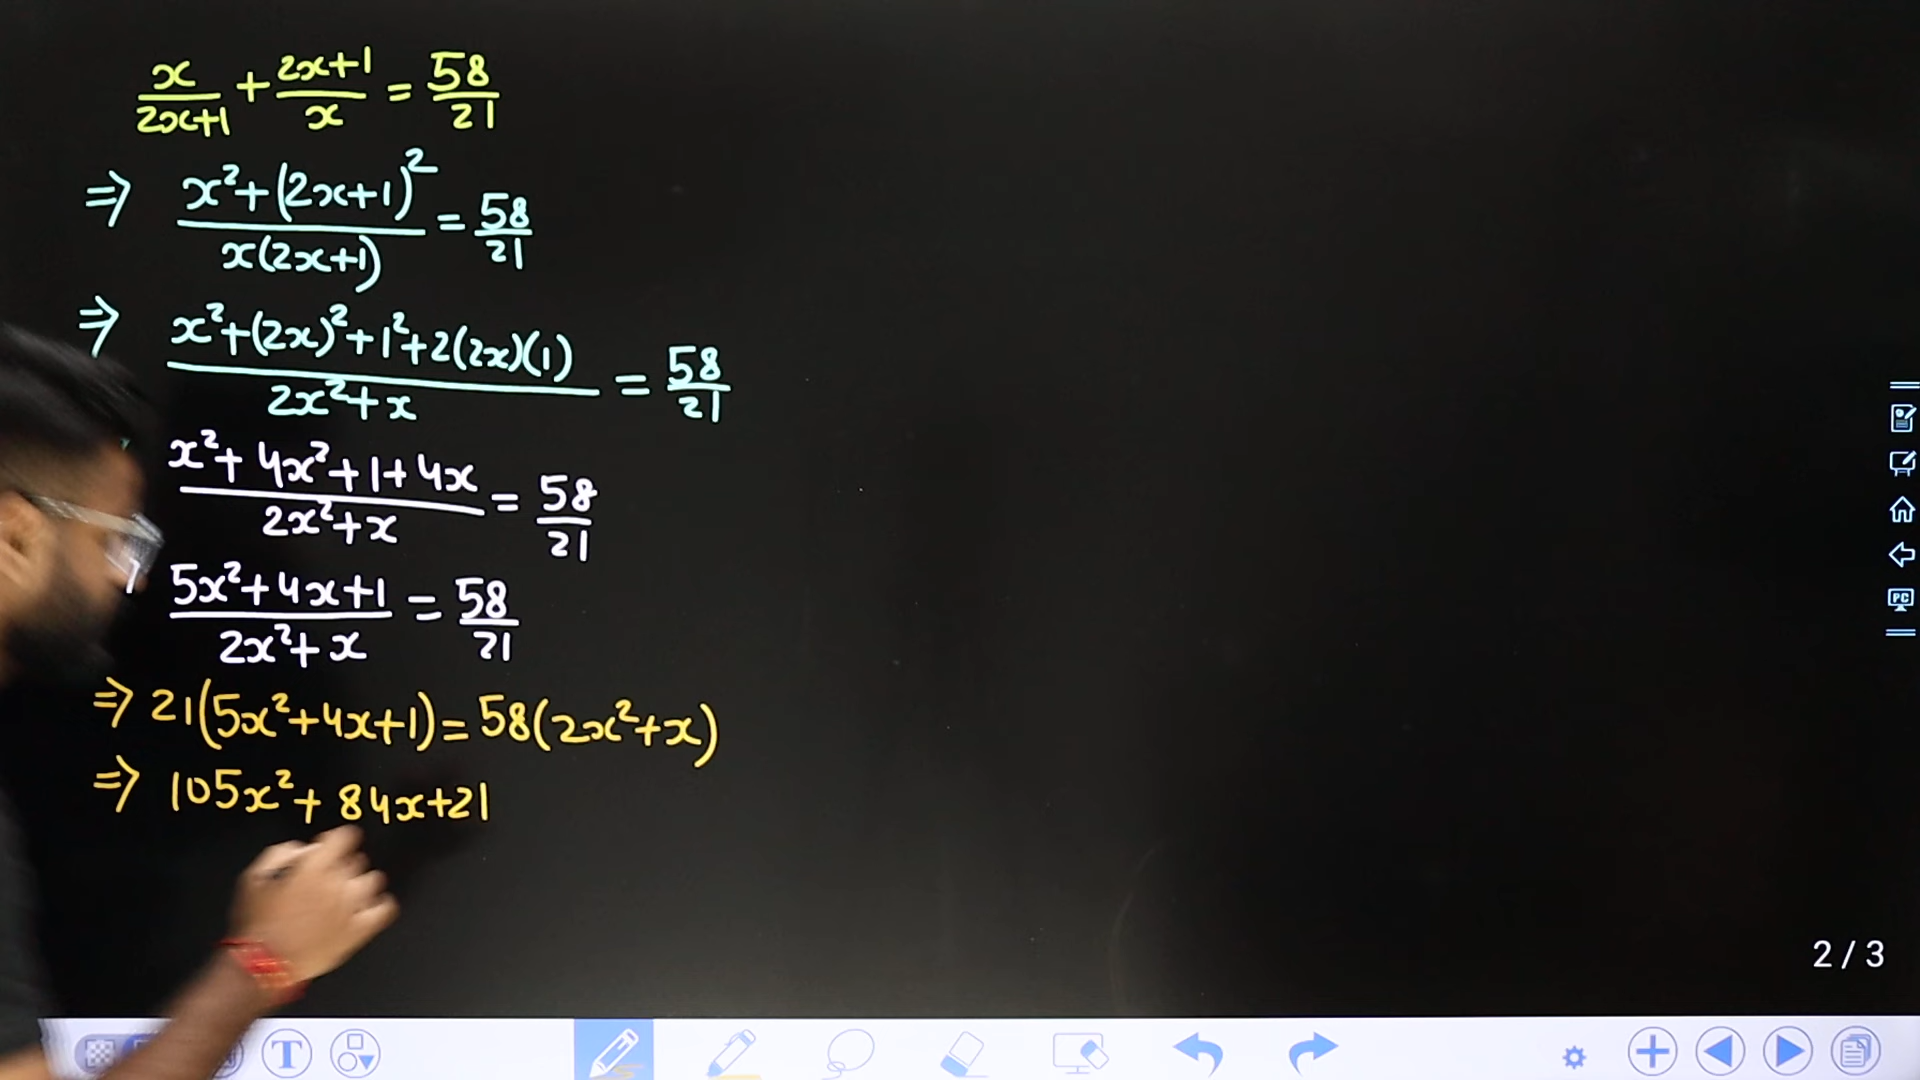 x/(2x+1) + (2x+1)/x = 58/21
⇒ (x²+(2x+1)²)/(x(2x+1)) = 58/21
⇒ (x²+(2x)²+1²+2(2x)(1))/(2x²+x) = 58/21
(x²+4x²+1+4x)/(2x²+x) = 58/21
(5x²+4x+1)/(2x²+x) = 58/21
⇒ 21(5x²+4x+1)=58(2x²+x)
⇒ 105x²+84x+21
PC
2/3
T